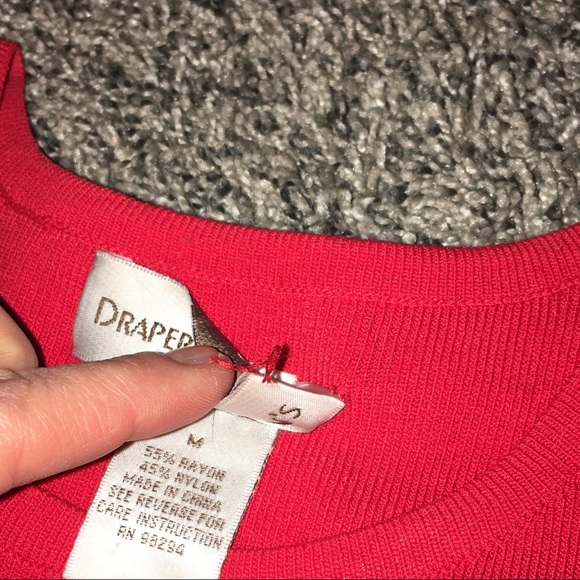 DRAPER
'S
M
55% RAYON
45% NYLON
MADE IN CHINA
SEE REVERSE FOR
CARE INSTRUCTION
RN 98294